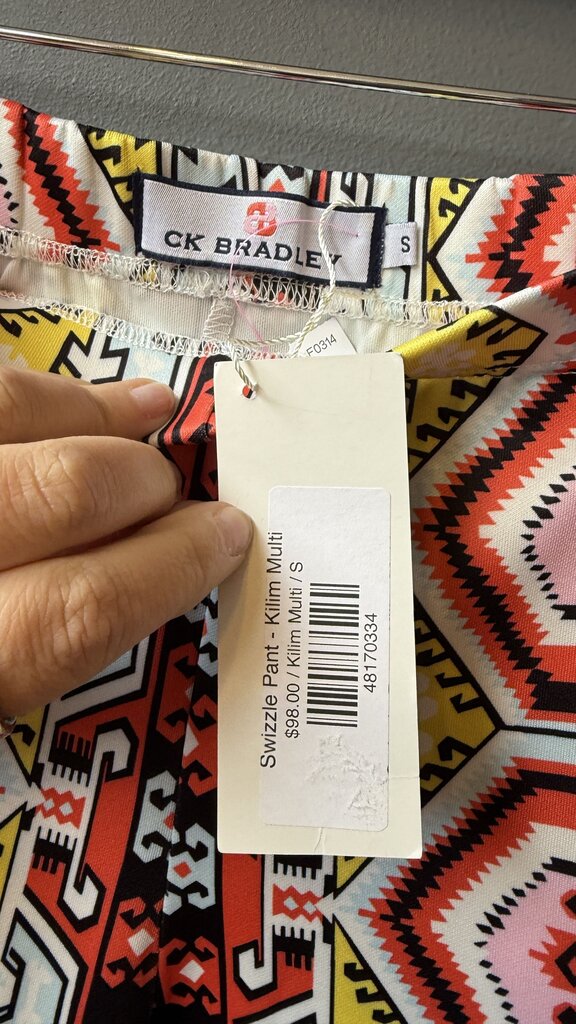 CK BRADLEY
S
F0314
Swizzle Pant - Kilim Multi
$98.00 / Kilim Multi / S
48170334